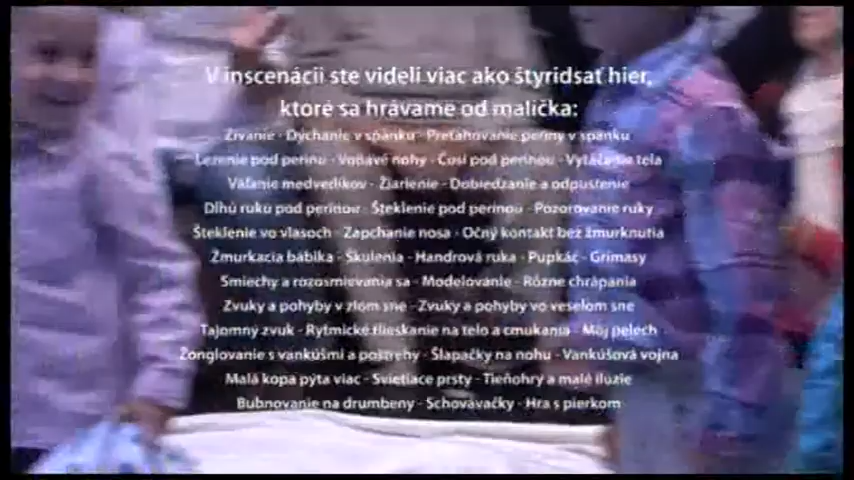 V inscenácii ste videli viac ako štyridsať hier,
ktoré sa hrávame od malička:
Zívanie - Dýchanie v spánku - Preťahovanie periny v spánku
Lezenie pod perinu - Voňavé nohy - Čosi pod perinou - Vytáčanie tela
Váľanie medvedíkov - Žiarlenie - Dobiedzanie a odpustenie
Dlhú ruku pod perinou - Šteklenie pod perinou - Pozorovanie ruky
Šteklenie vo vlasoch - Zapchanie nosa - Očný kontakt bez žmurknutia
Žmurkacia bábika - Škúlenia - Handrová ruka - Pupkáč - Grimasy
Smiechy a rozosmievania sa - Modelovanie - Rôzne chrápania
Zvuky a pohyby v zlom sne - Zvuky a pohyby vo veselom sne
Tajomný zvuk - Rytmické flieskanie na telo a cmukania - Môj pelech
Žonglovanie s vankúšmi a postrehy - Šlapačky na nohu - Vankúšová vojna
Malá kopa pýta viac - Svietiace prsty - Tieňohry a malé ilúzie
Bubnovanie na drumbeny - Schovávačky - Hra s pierkom